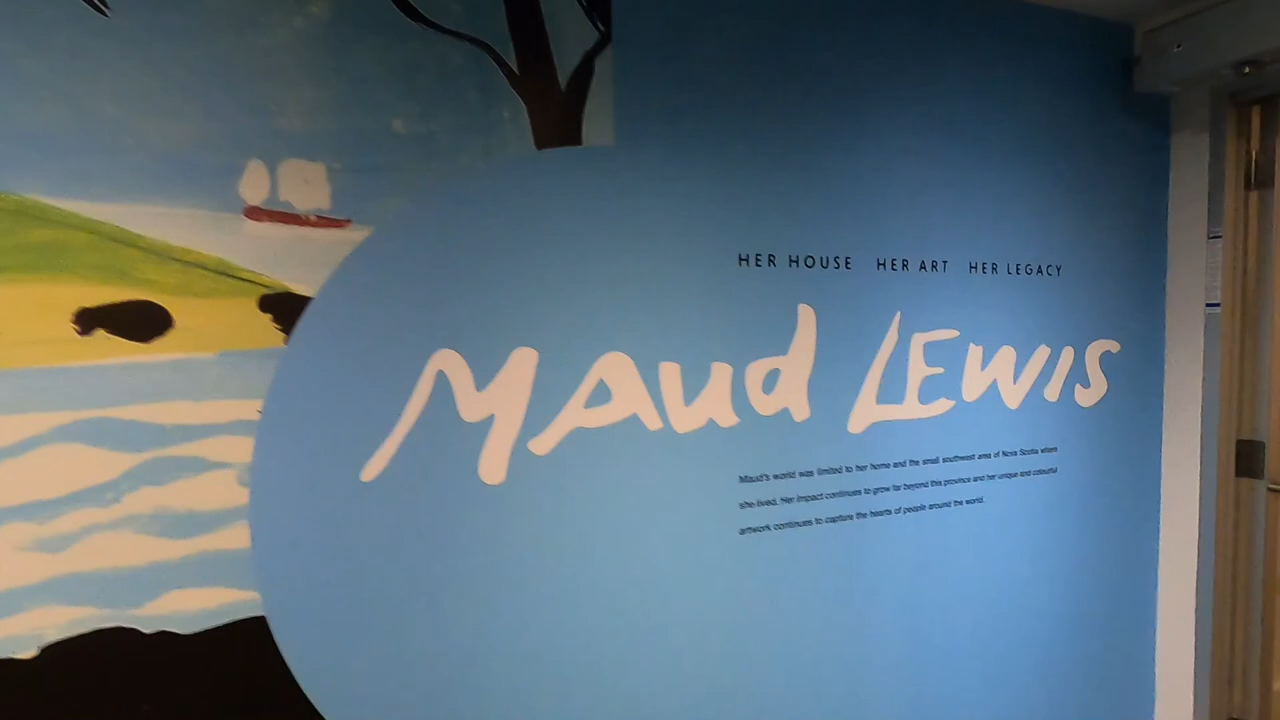 HER HOUSE HER ART HER LEGACY
MAud LEWIS
Maud's world was limited to her home and the small southwest area of Nova Scotia when
she lived. Her impact continues to grow far beyond this province and her unique and colourful
artwork continues to capture the hearts of people around the world.